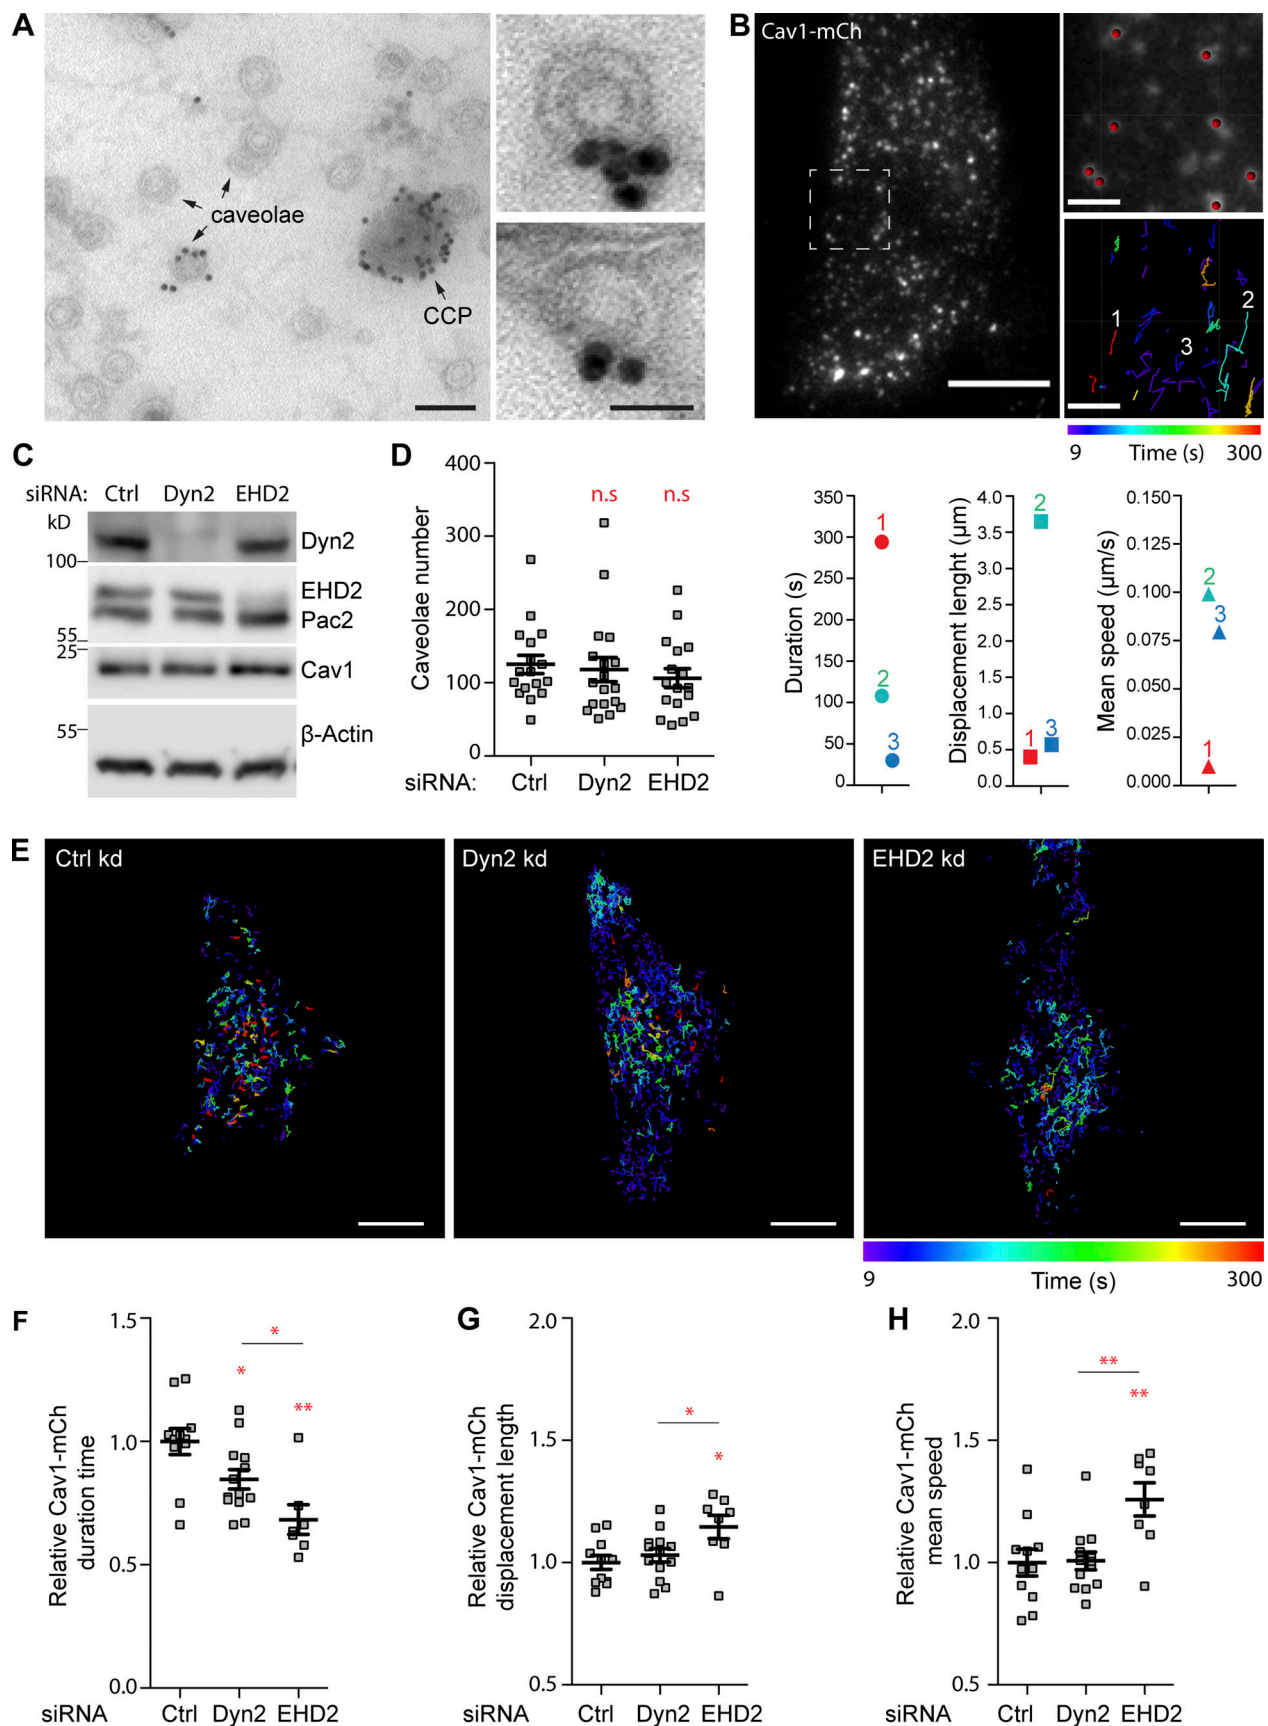 A
caveolae
CCP
B
Cav1-mCh
1
2
3
9 Time (s) 300
C
siRNA: Ctrl Dyn2 EHD2
kD
Dyn2
100
EHD2
Pac2
55
25
Cav1
55
β-Actin
D
Caveolae number
400
300
200
100
0
n.s n.s
siRNA: Ctrl Dyn2 EHD2
Duration (s)
350
300
250
200
150
100
50
0
1
2
3
Displacement lenght (μm)
4.0
3.5
3.0
2.5
2.0
1.5
1.0
0.5
0.0
2
1 3
Mean speed (μm/s)
0.150
0.125
0.100
0.075
0.050
0.025
0.000
2
3
1
E
Ctrl kd
Dyn2 kd
EHD2 kd
9 Time (s) 300
F
Relative Cav1-mCh
duration time
1.5
1.0
0.5
0.0
*
*
**
siRNA Ctrl Dyn2 EHD2
G
Relative Cav1-mCh
displacement length
2.0
1.5
1.0
0.5
*
*
siRNA Ctrl Dyn2 EHD2
H
Relative Cav1-mCh
mean speed
2.0
1.5
1.0
0.5
**
**
siRNA Ctrl Dyn2 EHD2